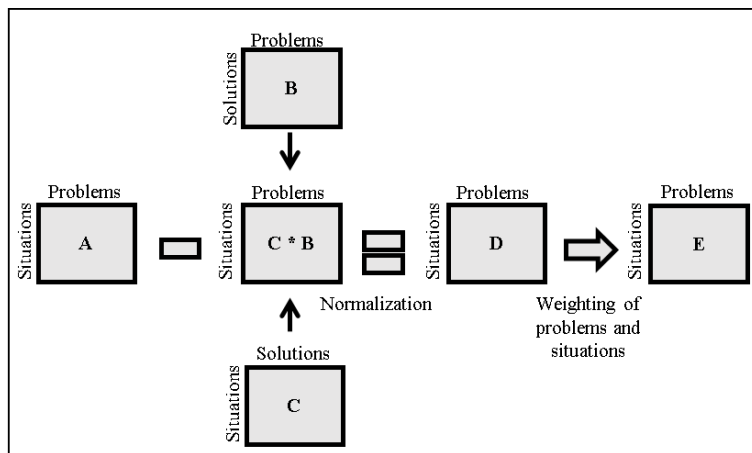 Problems
Solutions
B
Problems
Situations
A
Problems
Situations
C * B
Problems
Situations
D
Problems
Situations
E
Normalization
Weighting of
problems and
situations
Solutions
Situations
C